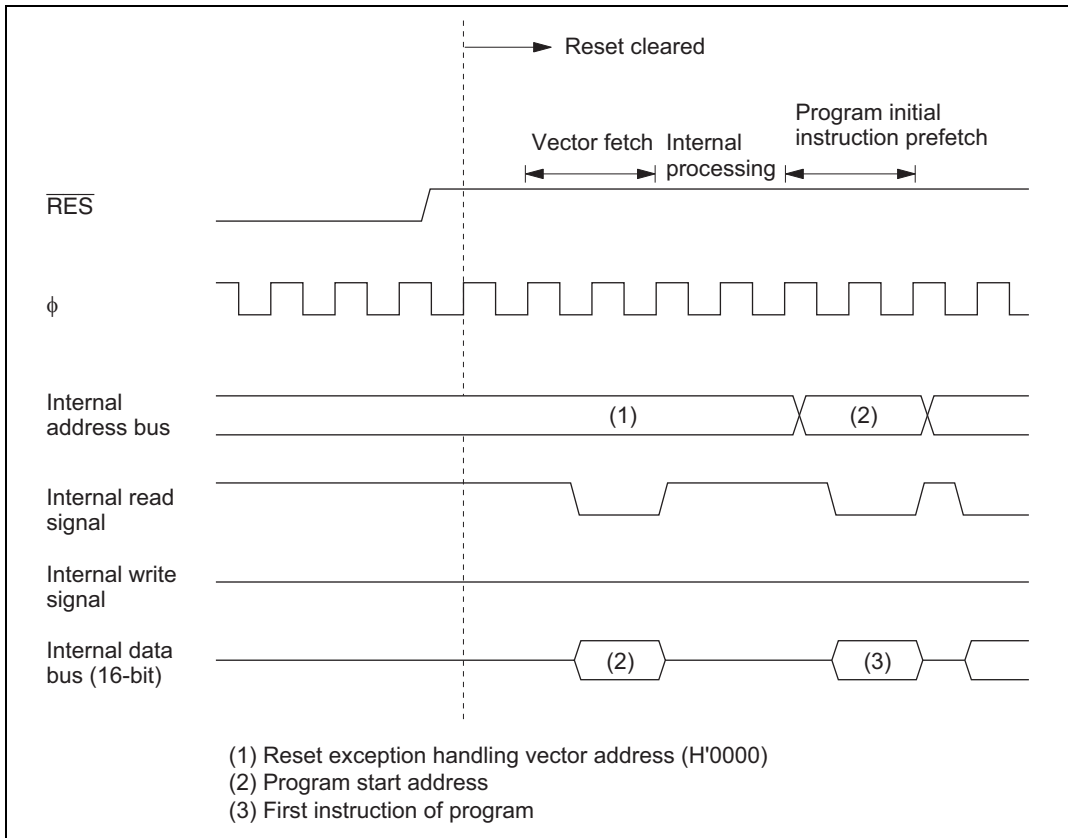 Reset cleared
Program initial
Vector fetch Internal instruction prefetch
processing
RES
ϕ
Internal
address bus
(1)
(2)
Internal read
signal
Internal write
signal
Internal data
bus (16-bit)
(2)
(3)
(1) Reset exception handling vector address (H'0000)
(2) Program start address
(3) First instruction of program